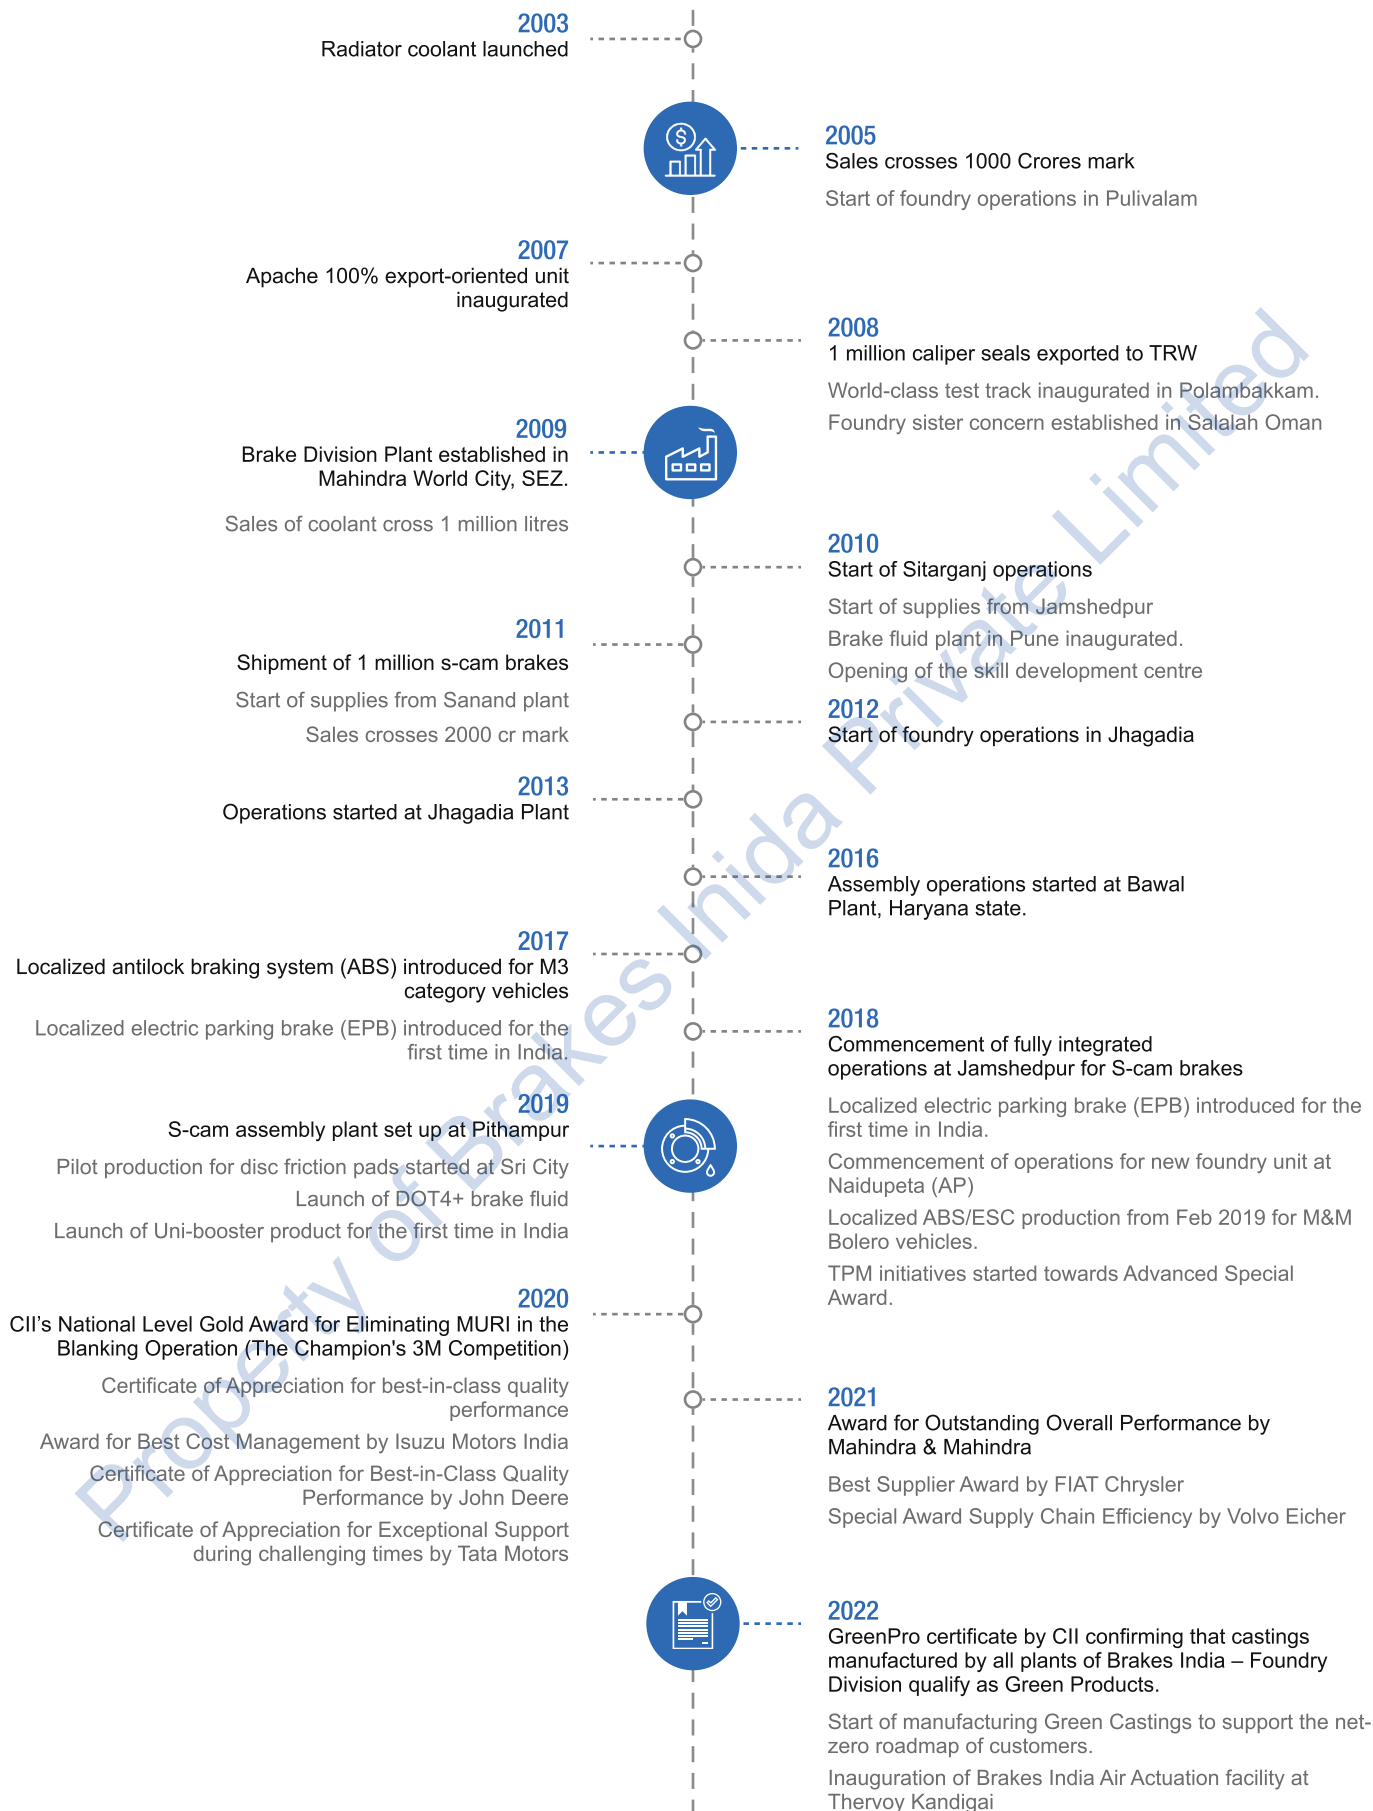 2003
Radiator coolant launched
2005
Sales crosses 1000 Crores mark
Start of foundry operations in Pulivalam
2007
Apache 100% export-oriented unit
inaugurated
2008
1 million caliper seals exported to TRW
World-class test track inaugurated in Polambakkam.
Foundry sister concern established in Salalah Oman
2009
Brake Division Plant established in
Mahindra World City, SEZ.
Sales of coolant cross 1 million litres
2010
Start of Sitarganj operations
Start of supplies from Jamshedpur
Brake fluid plant in Pune inaugurated.
Opening of the skill development centre
2011
Shipment of 1 million s-cam brakes
Start of supplies from Sanand plant
Sales crosses 2000 cr mark
2012
Start of foundry operations in Jhagadia
2013
Operations started at Jhagadia Plant
2016
Assembly operations started at Bawal
Plant, Haryana state.
2017
Localized antilock braking system (ABS) introduced for M3
category vehicles
Localized electric parking brake (EPB) introduced for the
first time in India.
2018
Commencement of fully integrated
operations at Jamshedpur for S-cam brakes
Localized electric parking brake (EPB) introduced for the
first time in India.
Commencement of operations for new foundry unit at
Naidupeta (AP)
Localized ABS/ESC production from Feb 2019 for M&M
Bolero vehicles.
TPM initiatives started towards Advanced Special
Award.
2019
S-cam assembly plant set up at Pithampur
Pilot production for disc friction pads started at Sri City
Launch of DOT4+ brake fluid
Launch of Uni-booster product for the first time in India
2020
CII’s National Level Gold Award for Eliminating MURI in the
Blanking Operation (The Champion's 3M Competition)
Certificate of Appreciation for best-in-class quality
performance
Award for Best Cost Management by Isuzu Motors India
Certificate of Appreciation for Best-in-Class Quality
Performance by John Deere
Certificate of Appreciation for Exceptional Support
during challenging times by Tata Motors
2021
Award for Outstanding Overall Performance by
Mahindra & Mahindra
Best Supplier Award by FIAT Chrysler
Special Award Supply Chain Efficiency by Volvo Eicher
2022
GreenPro certificate by CII confirming that castings
manufactured by all plants of Brakes India – Foundry
Division qualify as Green Products.
Start of manufacturing Green Castings to support the net-
zero roadmap of customers.
Inauguration of Brakes India Air Actuation facility at
Thervoy Kandigai
Property of Brakes Inida Private Limited